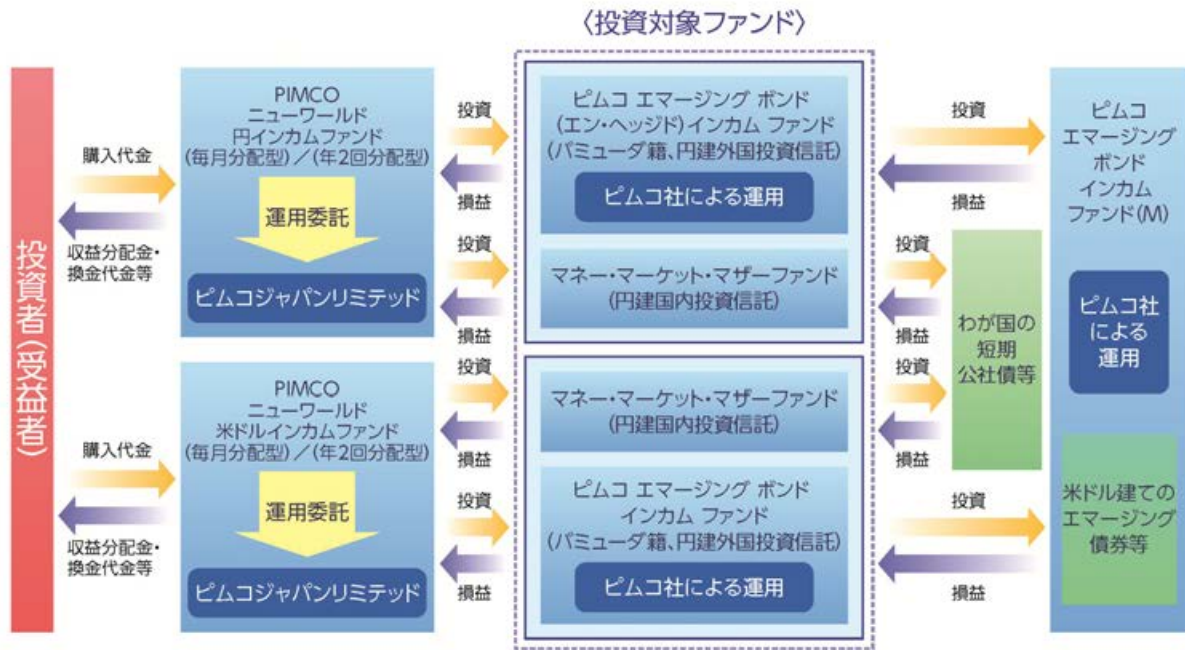 〈投資対象ファンド〉
投資者(受益者)
購入代金
収益分配金・
換金代金等
PIMCO
ニューワールド
円インカムファンド
(毎月分配型)／(年2回分配型)
運用委託
ピムコジャパンリミテッド
投資
損益
投資
損益
ピムコ エマージング ボンド
(エン・ヘッジド)インカム ファンド
(バミューダ籍、円建外国投資信託)
ピムコ社による運用
マネー・マーケット・マザーファンド
(円建国内投資信託)
投資
損益
投資
損益
購入代金
収益分配金・
換金代金等
PIMCO
ニューワールド
米ドルインカムファンド
(毎月分配型)／(年2回分配型)
運用委託
ピムコジャパンリミテッド
投資
損益
投資
損益
マネー・マーケット・マザーファンド
(円建国内投資信託)
ピムコ エマージング ボンド
インカム ファンド
(バミューダ籍、円建外国投資信託)
ピムコ社による運用
投資
損益
投資
損益
わが国の
短期
公社債等
ピムコ
エマージング
ボンド
インカム
ファンド(M)
ピムコ社
による
運用
米ドル建ての
エマージング
債券等